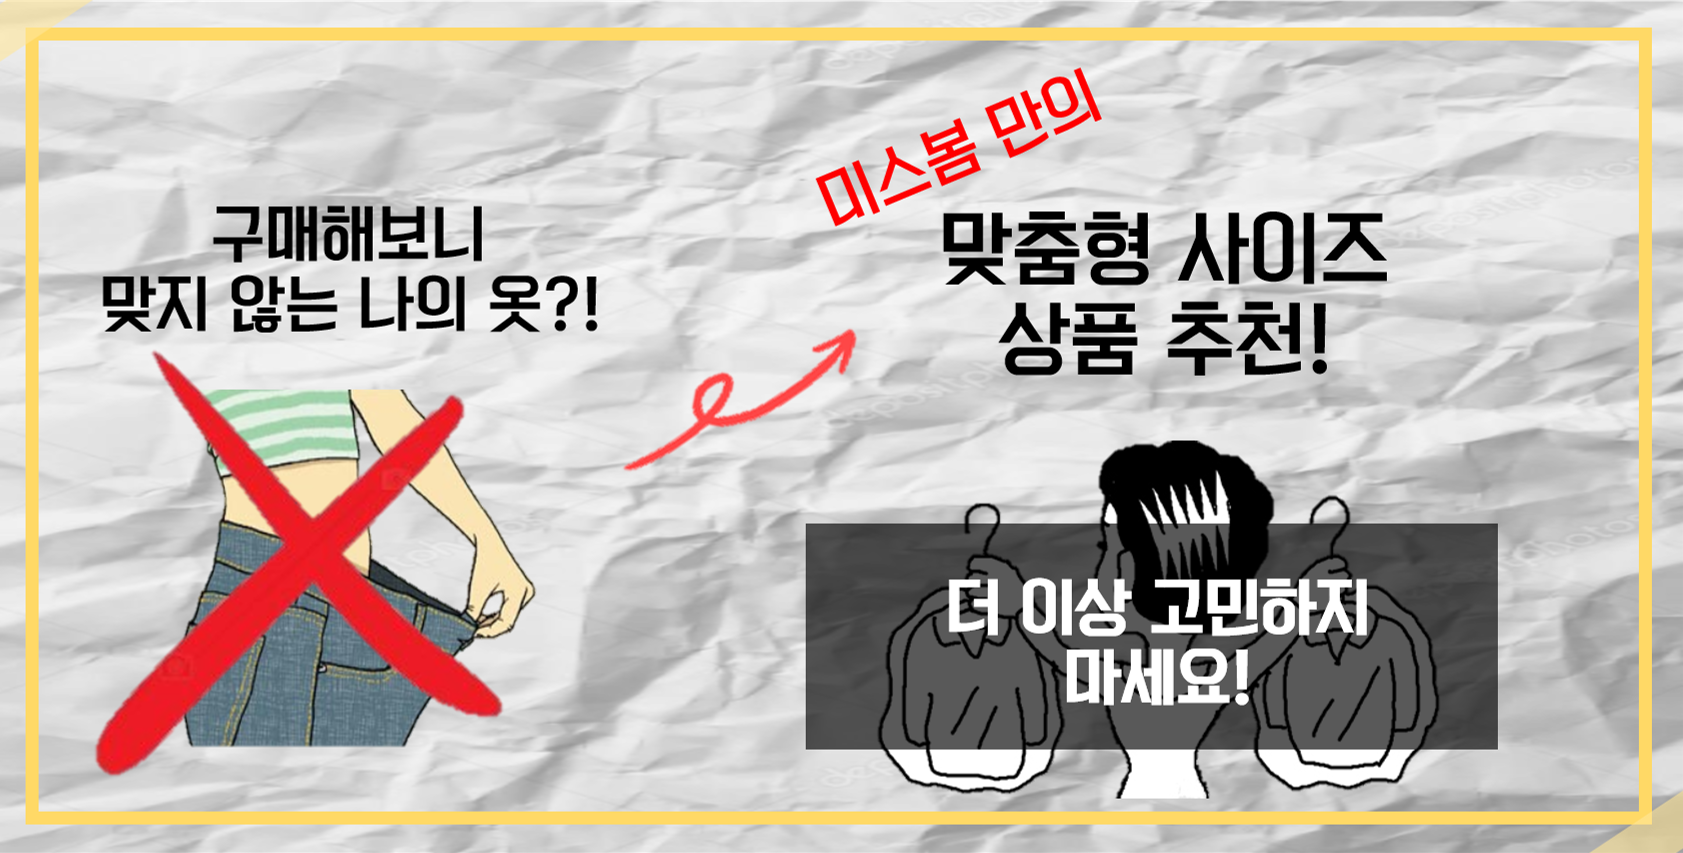 구매해보니
맞지 않는 나의 옷?!
미스봄 만의
맞춤형 사이즈
상품 추천!
더 이상 고민하지
마세요!
depositphotos